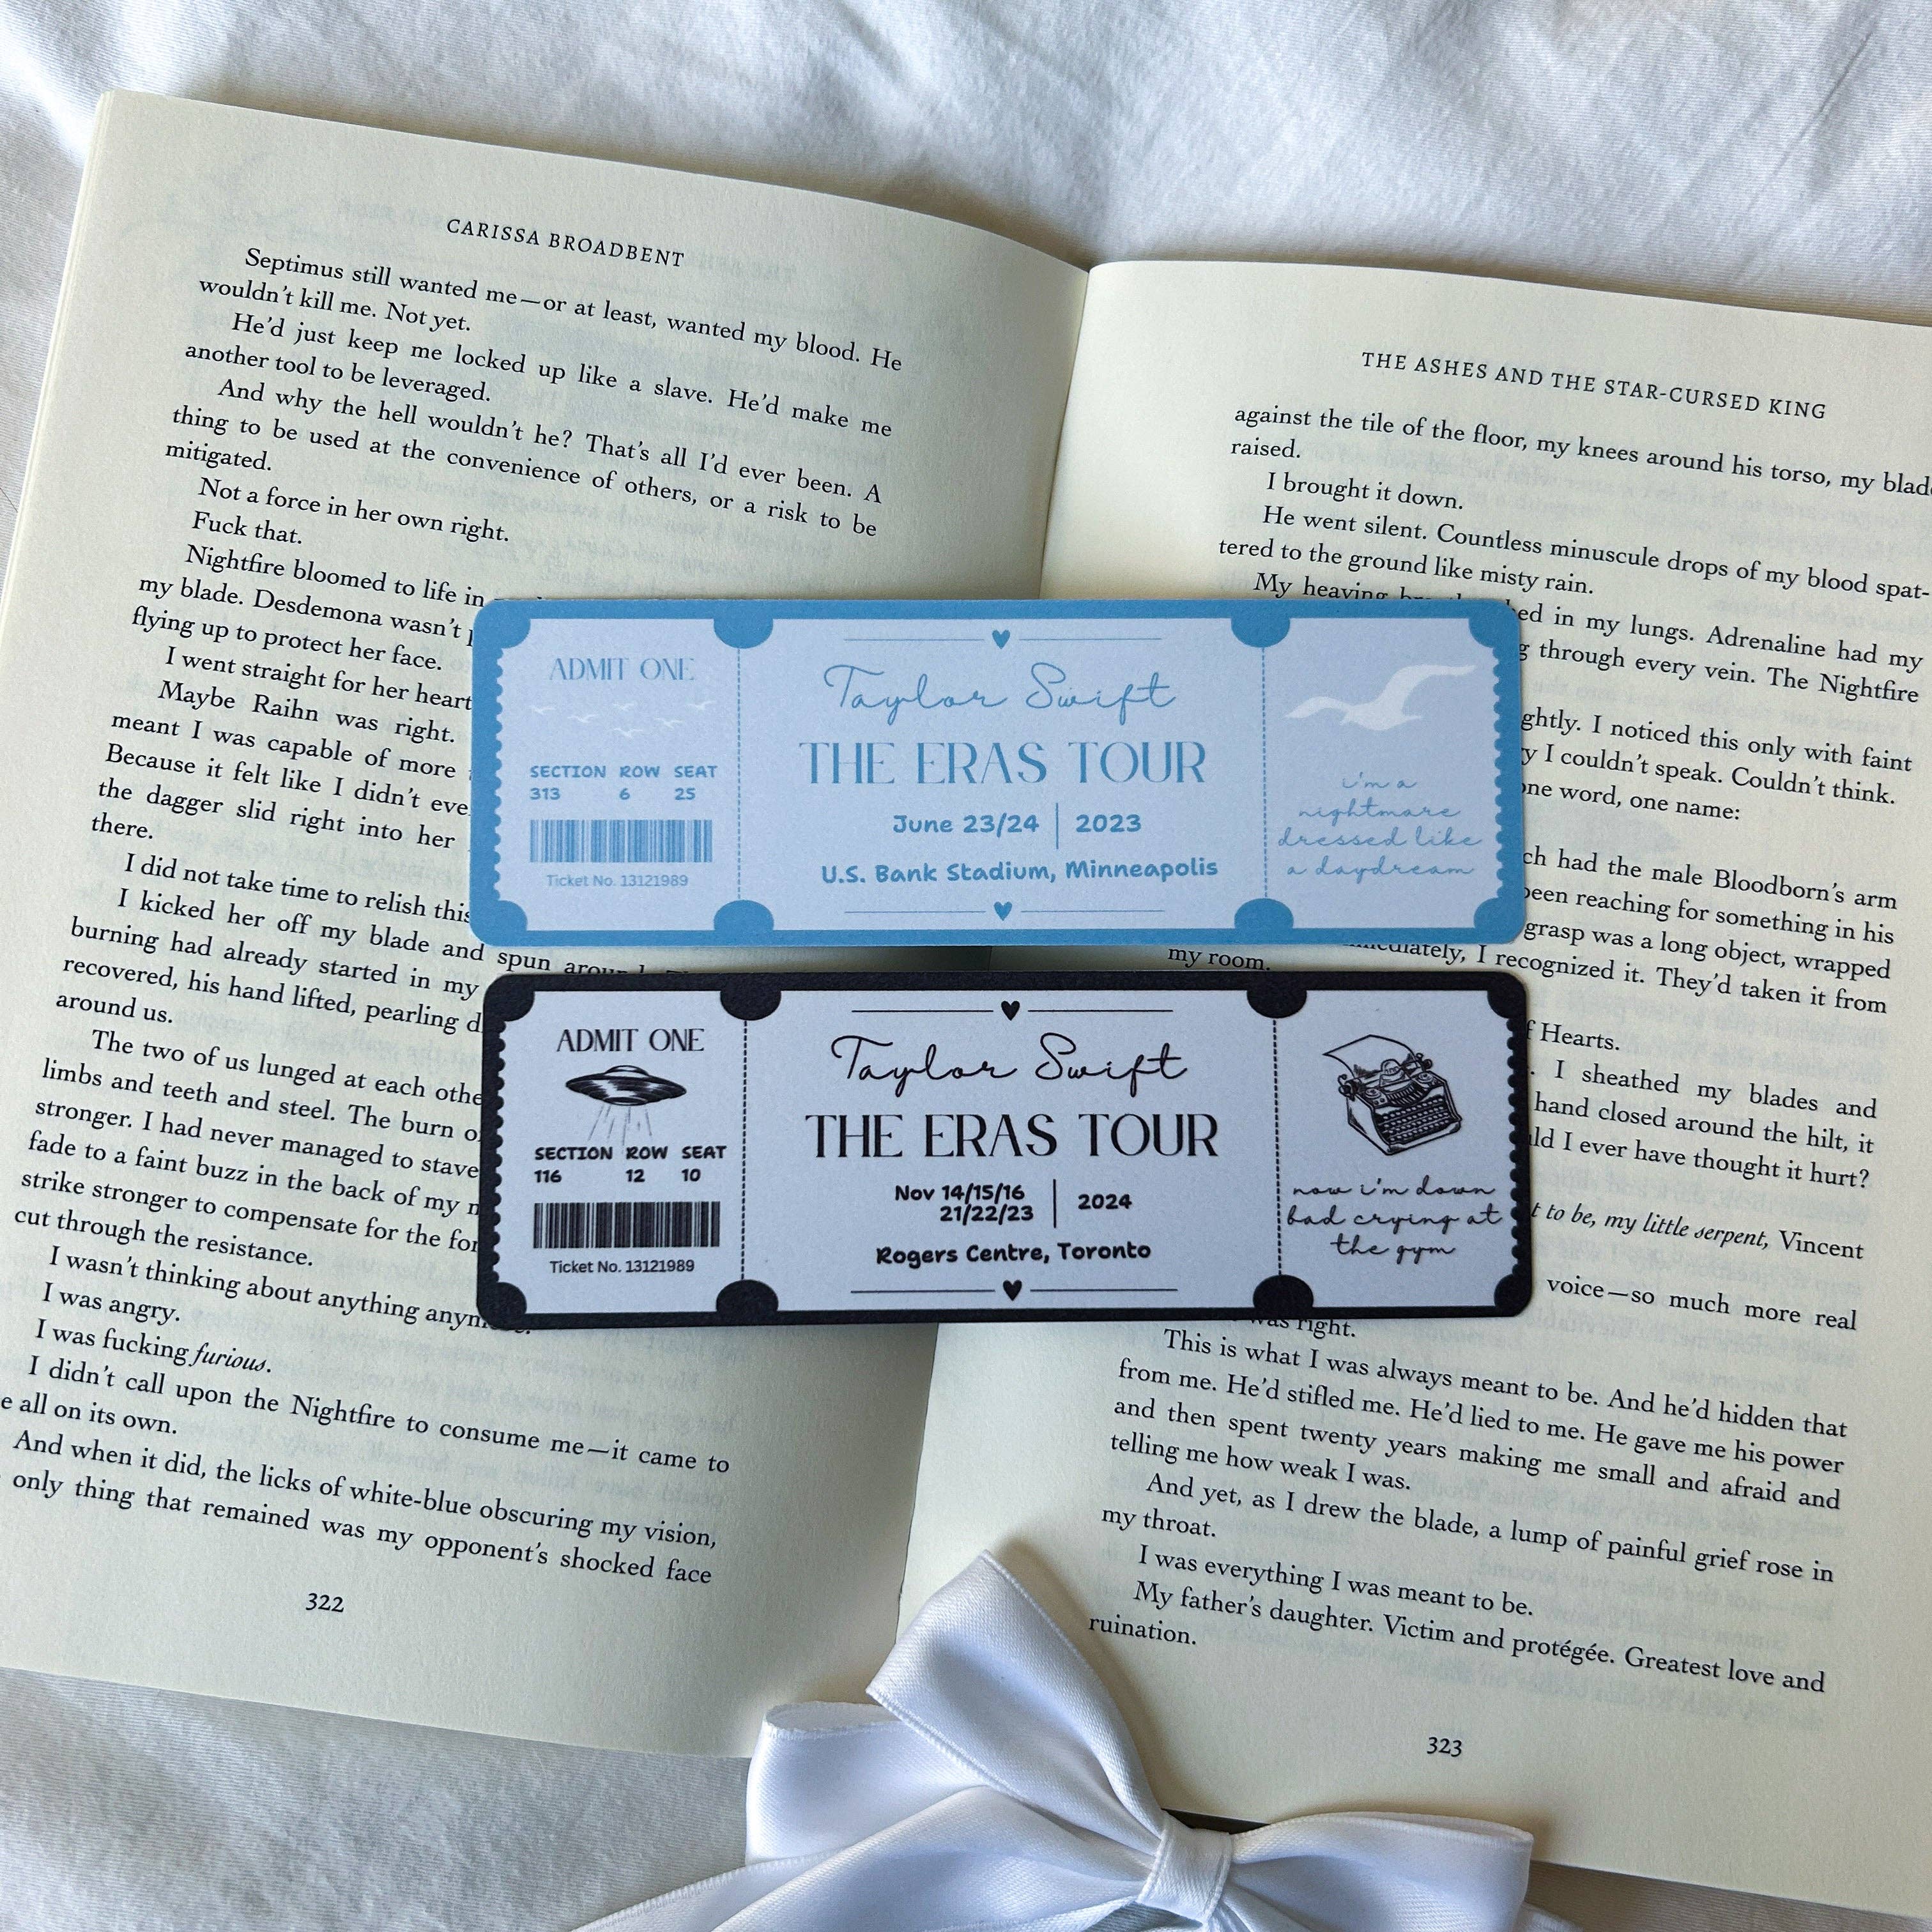 CARISSA BROADBENT
Septimus still wanted me—or at least, wanted my blood. He
wouldn't kill me. Not yet.
He'd just keep me locked up like a slave. He'd make me
another tool to be leveraged.
And why the hell wouldn't he? That's all I'd ever been. A
thing to be used at the convenience of others, or a risk to be
mitigated.
Not a force in her own right.
Fuck that.
Nightfire bloomed to life in
my blade. Desdemona wasn't
flying up to protect her face.
I went straight for her heart
Maybe Raihn was right.
meant I was capable of more
Because it felt like I didn't eve
the dagger slid right into her
there.
I did not take time to relish this
I kicked her off my blade and spun
burning had already started in my
recovered, his hand lifted, pearling
around us.
The two of us lunged at each othe
limbs and teeth and steel. The burn
stronger. I had never managed to stave
fade to a faint buzz in the back of my
strike stronger to compensate for the for
cut through the resistance.
I wasn't thinking about anything
I was angry.
I was fucking furious.
I didn't call upon the Nightfire to consume me—it came to
e all on its own.
And when it did, the licks of white-blue obscuring my vision,
only thing that remained was my opponent's shocked face
322
ADMIT ONE
SECTION ROW SEAT
313 6 25
Ticket No. 13121989
Taylor Swift
THE ERAS TOUR
June 23/24 | 2023
U.S. Bank Stadium, Minneapolis
i'm a
nightmare
dressed like
a daydream
ADMIT ONE
SECTION ROW SEAT
116 12 10
Ticket No. 13121989
Taylor Swift
THE ERAS TOUR
Nov 14/15/16
21/22/23 | 2024
Rogers Centre, Toronto
now i'm down
bad crying at
the gym
THE ASHES AND THE STAR-CURSED KING
against the tile of the floor, my knees around his torso, my blad
raised.
I brought it down.
He went silent. Countless minuscule drops of my blood spat-
tered to the ground like misty rain.
My heaving
ed in my lungs. Adrenaline had my
through every vein. The Nightfire
ghtly. I noticed this only with faint
I couldn't speak. Couldn't think.
one word, one name:
ch had the male Bloodborn's arm
been reaching for something in his
grasp was a long object, wrapped
I recognized it. They'd taken it from
my room.
Hearts.
I sheathed my blades and
hand closed around the hilt, it
ld I ever have thought it hurt?
t to be, my little serpent, Vincent
voice—so much more real
was right.
This is what I was always meant to be. And he'd hidden that
from me. He'd stifled me. He'd lied to me. He gave me his power
and then spent twenty years making me small and afraid and
telling me how weak I was.
And yet, as I drew the blade, a lump of painful grief rose in
my throat.
I was everything I was meant to be.
My father's daughter. Victim and protégée. Greatest love and
ruination.
323